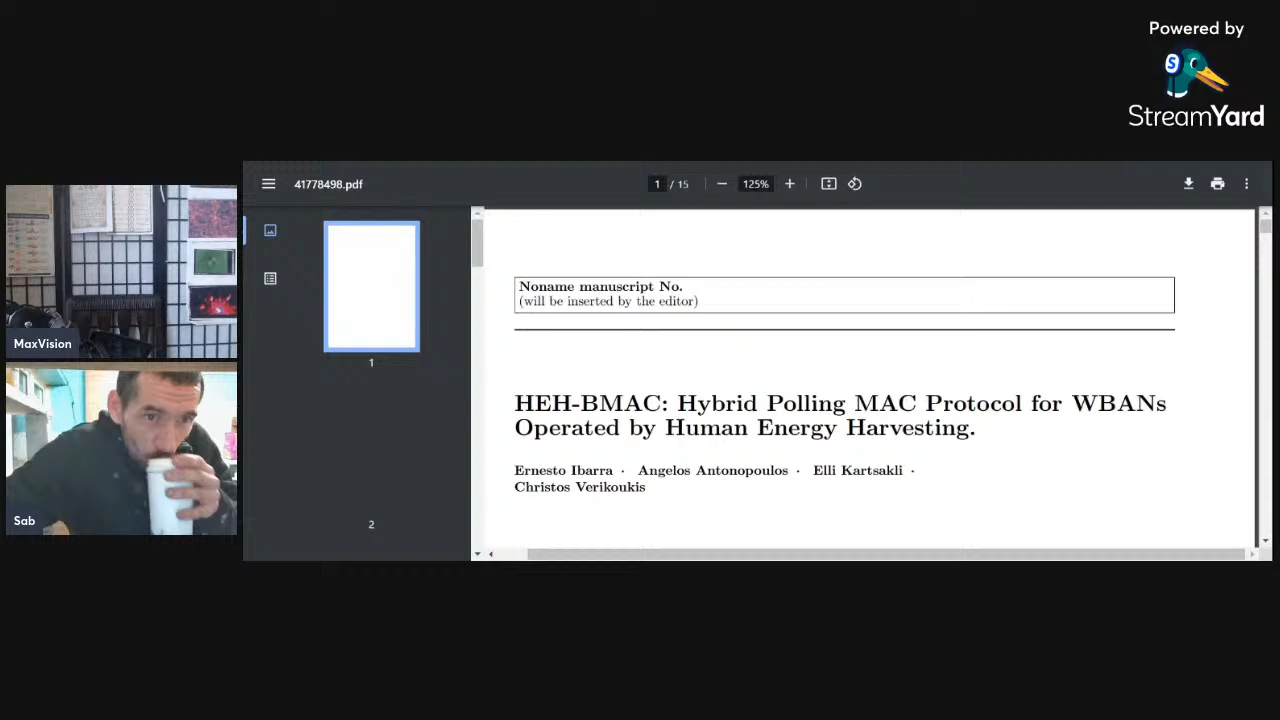 Powered by
StreamYard
41778498.pdf
1 / 15
125%
MaxVision
Sab
1
2
Noname manuscript No.
(will be inserted by the editor)
HEH-BMAC: Hybrid Polling MAC Protocol for WBANs
Operated by Human Energy Harvesting.
Ernesto Ibarra · Angelos Antonopoulos · Elli Kartsakli ·
Christos Verikoukis